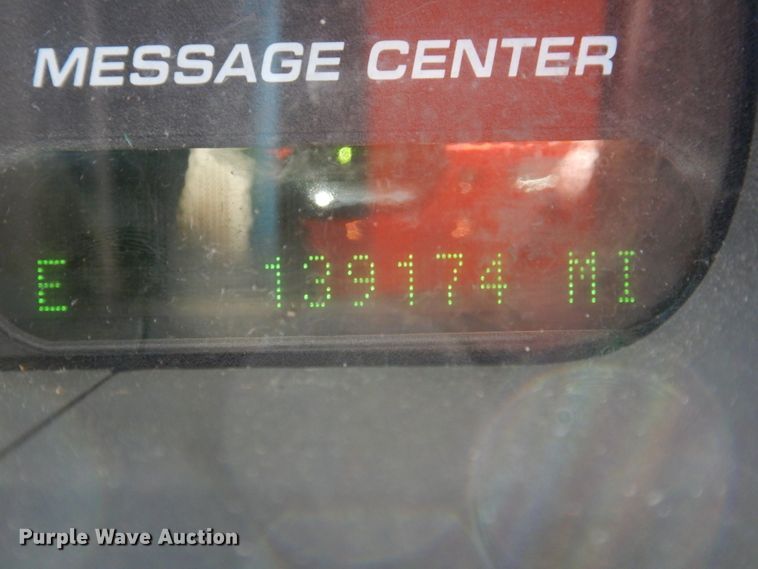 MESSAGE CENTER
E 139174 MI
Purple Wave Auction